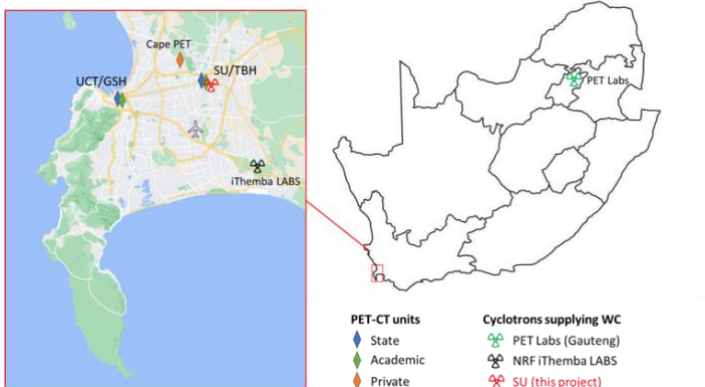 Cape PET
SU/TBH
UCT/GSH
iThemba LABS
PET Labs
PET-CT units
State
Academic
Private
Cyclotrons supplying WC
PET Labs (Gauteng)
NRF iThemba LABS
SU (this project)